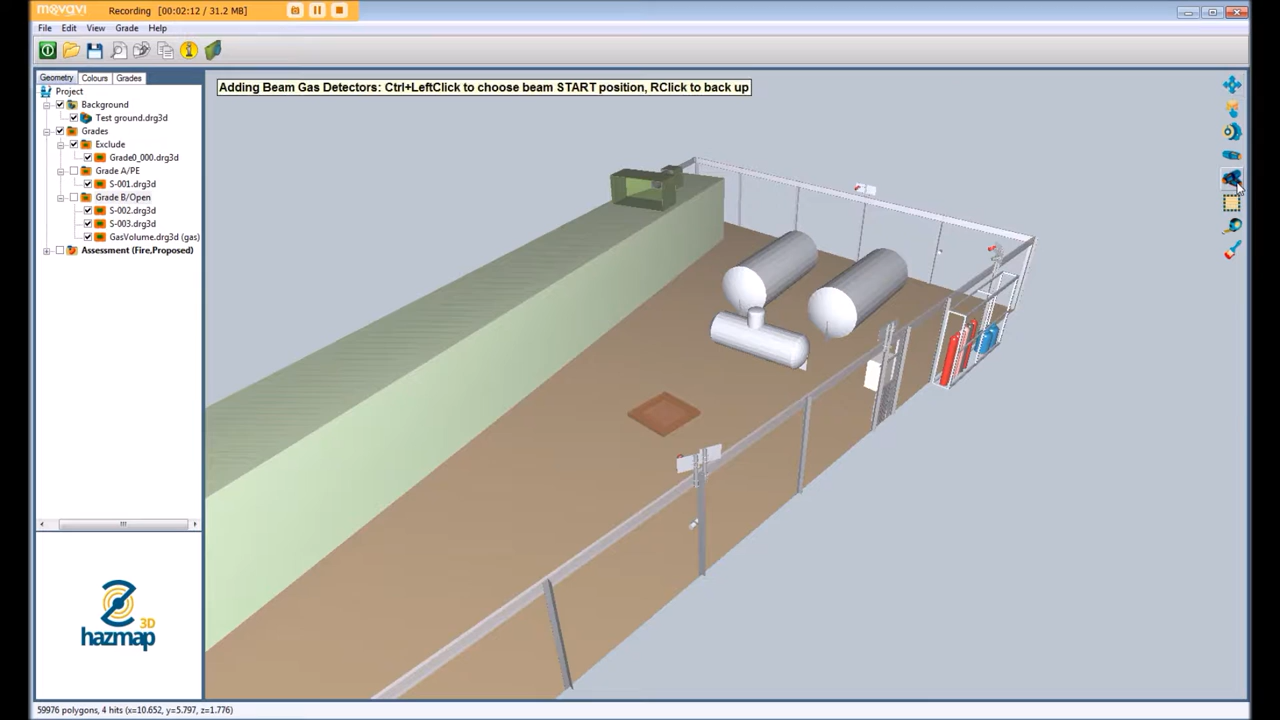 movavi
Recording [00:02:12 / 31.2 MB]
File Edit View Grade Help
Geometry Colours Grades
Adding Beam Gas Detectors: Ctrl+LeftClick to choose beam START position, RClick to back up
Project
Background
Test ground.drg3d
Grades
Exclude
Grade0_000.drg3d
Grade A/PE
S-001.drg3d
Grade B/Open
S-002.drg3d
S-003.drg3d
GasVolume.drg3d (gas)
Assessment (Fire,Proposed)
3D
hazmap
59976 polygons, 4 hits (x=10.652, y=5.797, z=1.776)